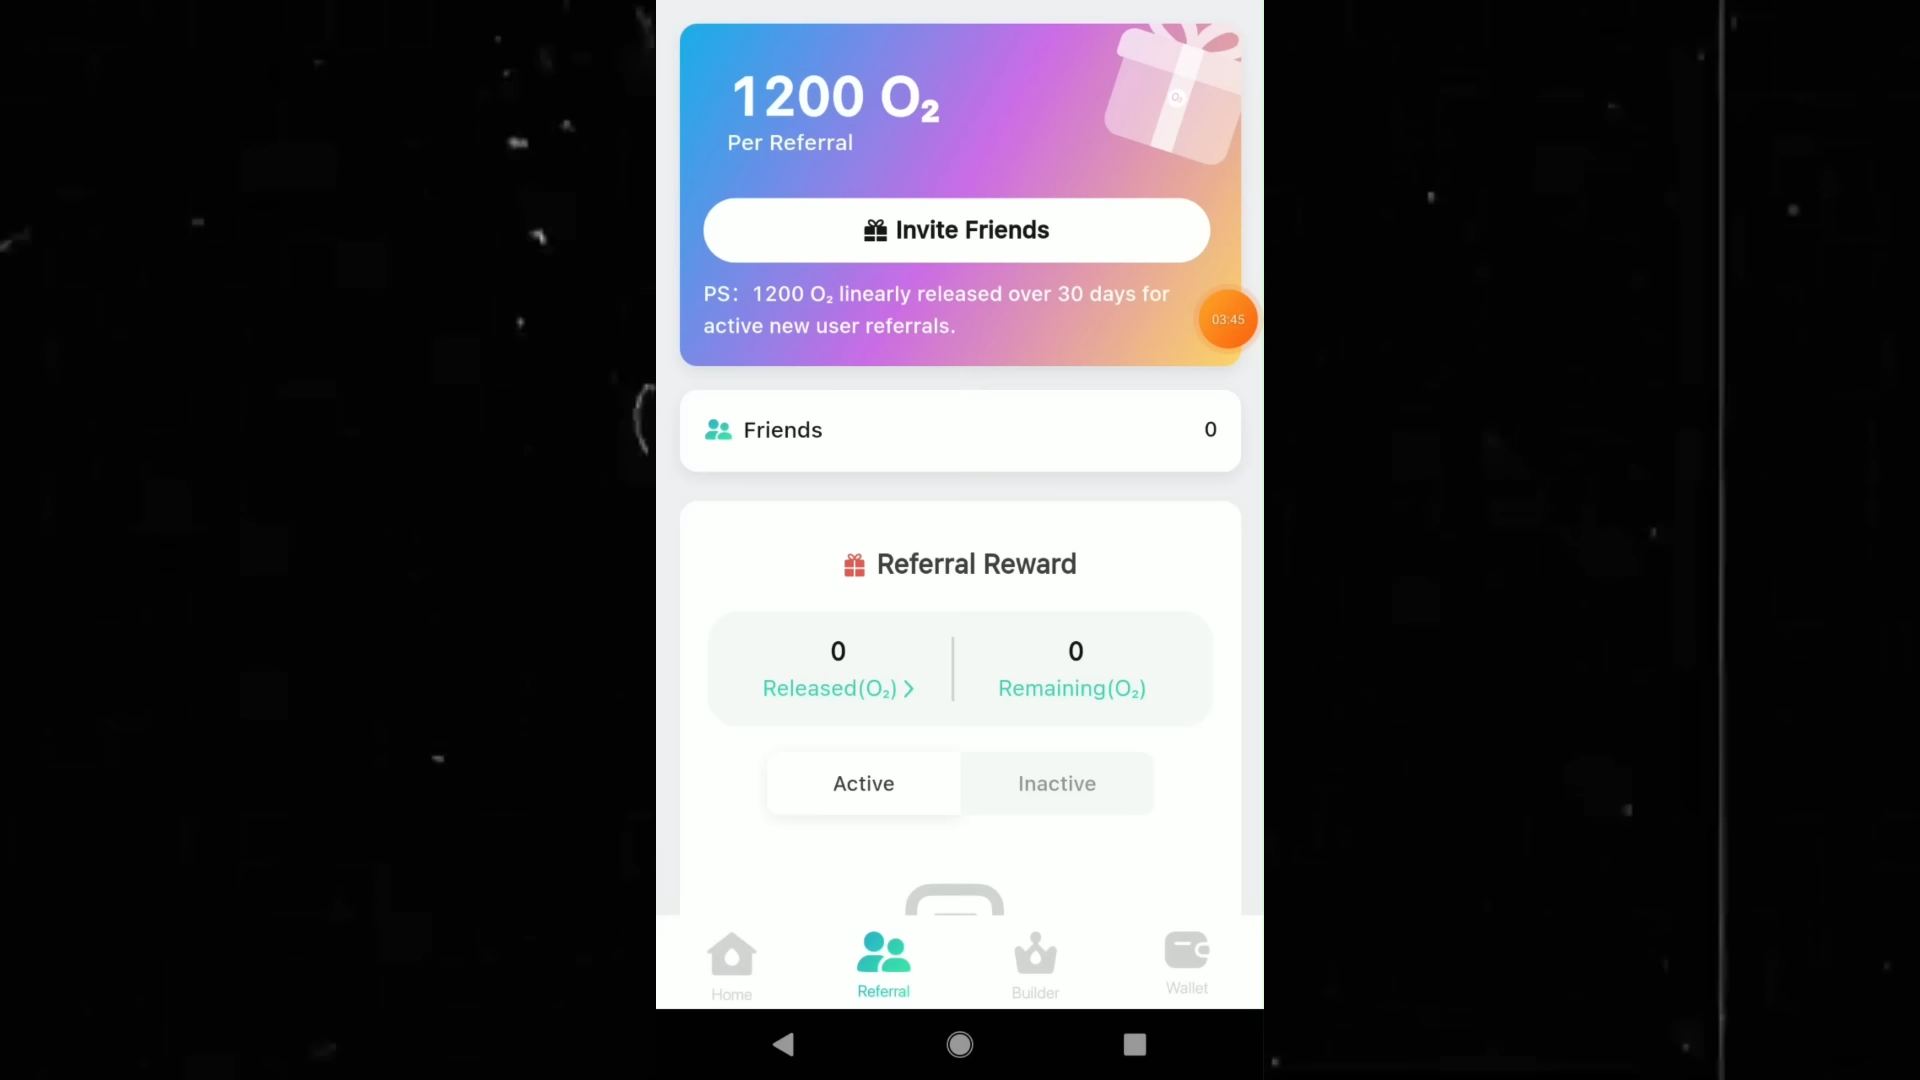 1200 O₂
Per Referral
Invite Friends
PS: 1200 O₂ linearly released over 30 days for
active new user referrals.
03:45
Friends 0
Referral Reward
0 0
Released(O₂) Remaining(O₂)
Active Inactive
Home Referral Builder Wallet